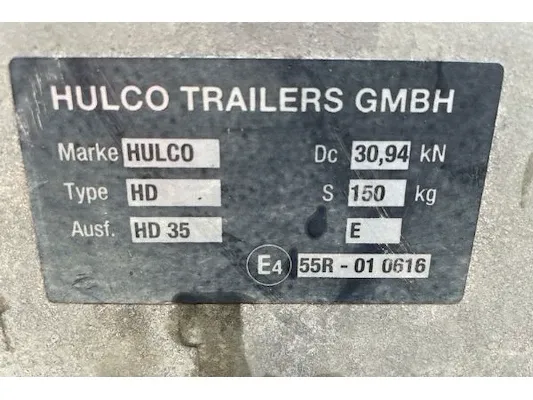 HULCO TRAILERS GMBH
Marke HULCO Dc 30,94 kN
Type HD S 150 kg
Ausf. HD 35 E
E4 55R - 01 0616